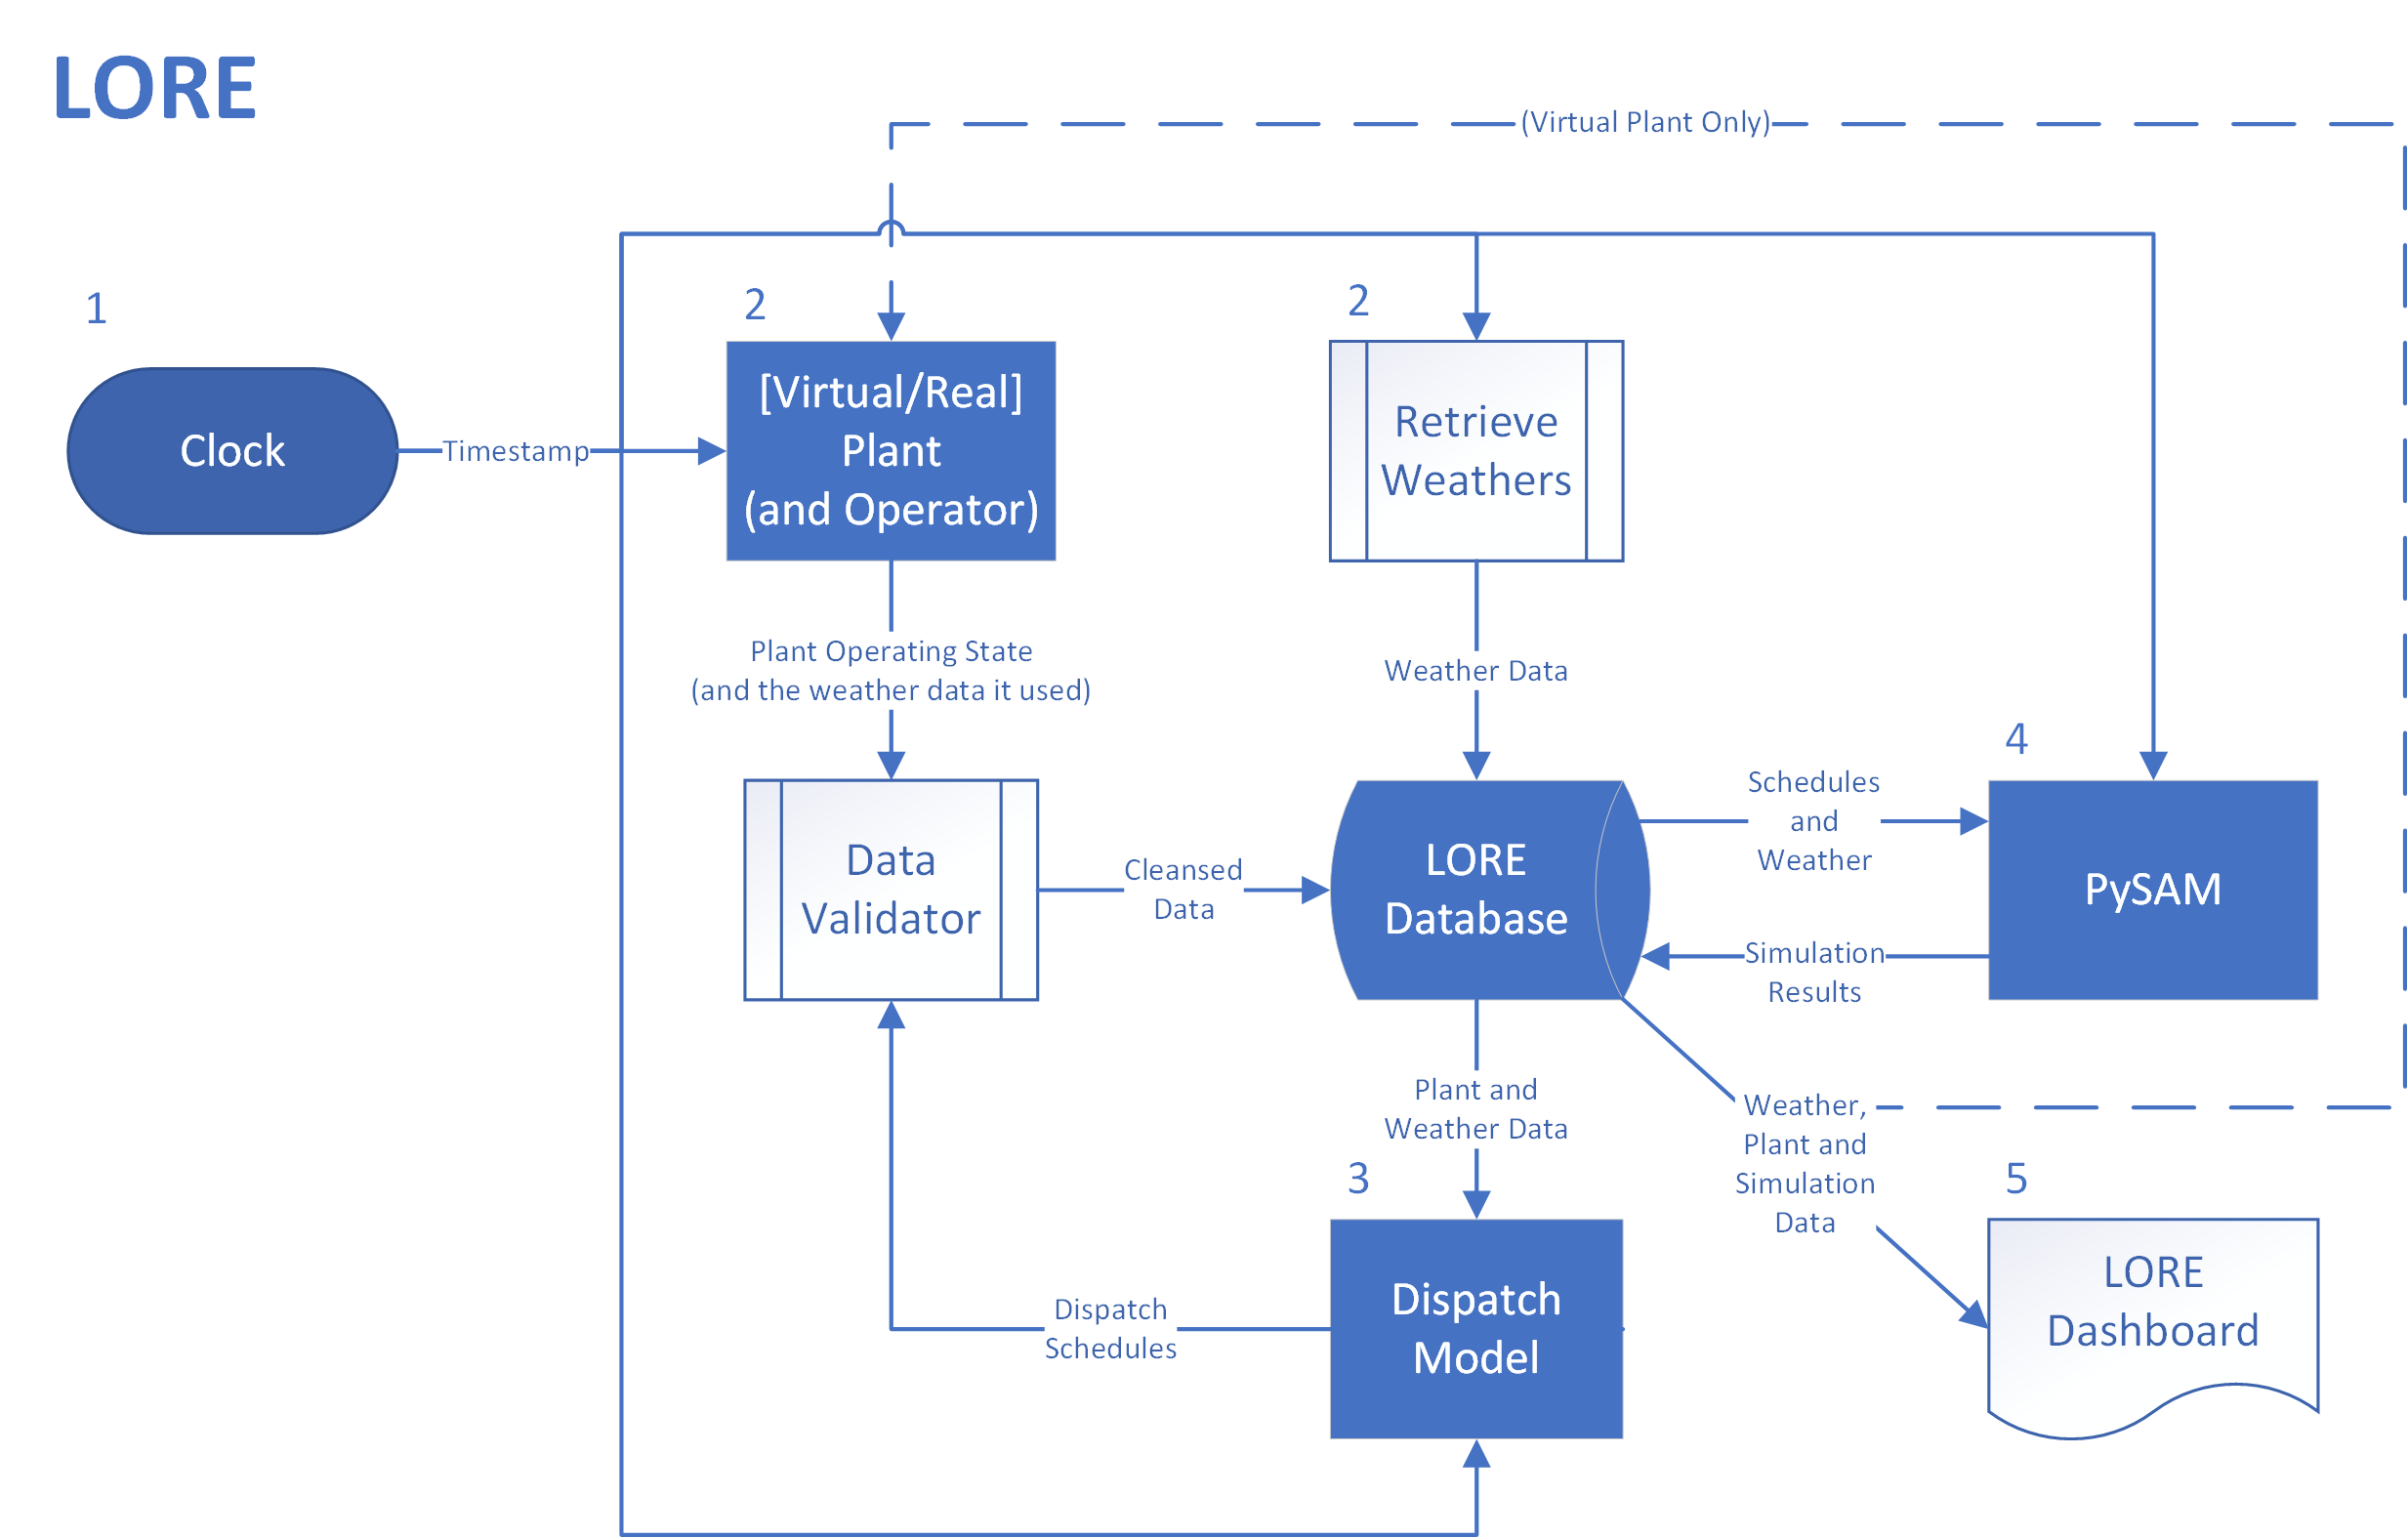 LORE
(Virtual Plant Only)
1
Clock
Timestamp
2
[Virtual/Real]
Plant
(and Operator)
2
Retrieve
Weathers
Plant Operating State
(and the weather data it used)
Weather Data
Data
Validator
Cleansed
Data
LORE
Database
Schedules
and
Weather
4
PySAM
Simulation
Results
Plant and
Weather Data
Weather,
Plant and
Simulation
Data
3
Dispatch
Model
Dispatch
Schedules
5
LORE
Dashboard